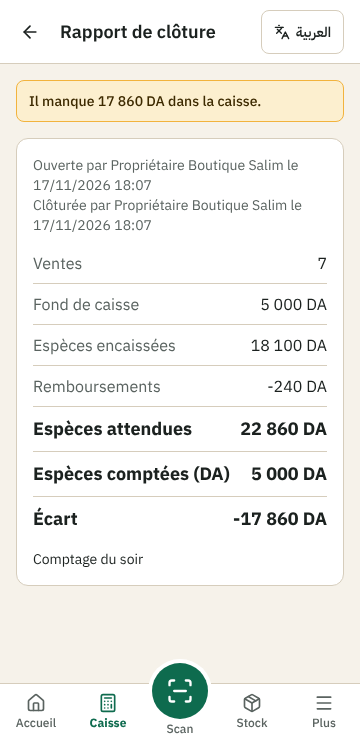 Rapport de clôture
العربية
Il manque 17 860 DA dans la caisse.
Ouverte par Propriétaire Boutique Salim le
17/11/2026 18:07
Clôturée par Propriétaire Boutique Salim le
17/11/2026 18:07
Ventes 7
Fond de caisse 5 000 DA
Espèces encaissées 18 100 DA
Remboursements -240 DA
Espèces attendues 22 860 DA
Espèces comptées (DA) 5 000 DA
Écart -17 860 DA
Comptage du soir
Accueil Caisse Scan Stock Plus